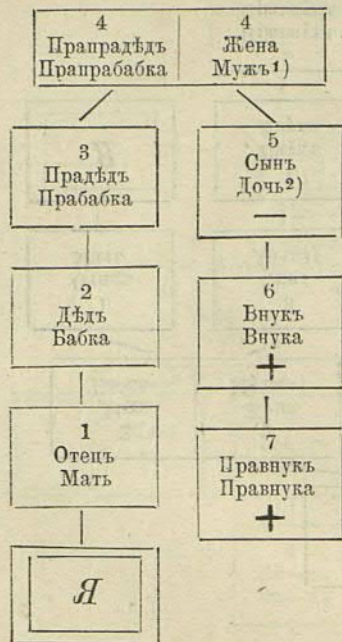 4
Прапрадѣдъ
Прапрабабка
4
Жена
Мужъ¹)
3
Прадѣдъ
Прабабка
5
Сынъ
Дочь²)
—
2
Дѣдъ
Бабка
6
Внукъ
Внука
+
1
Отецъ
Мать
7
Правнукъ
Правнука
+
Я